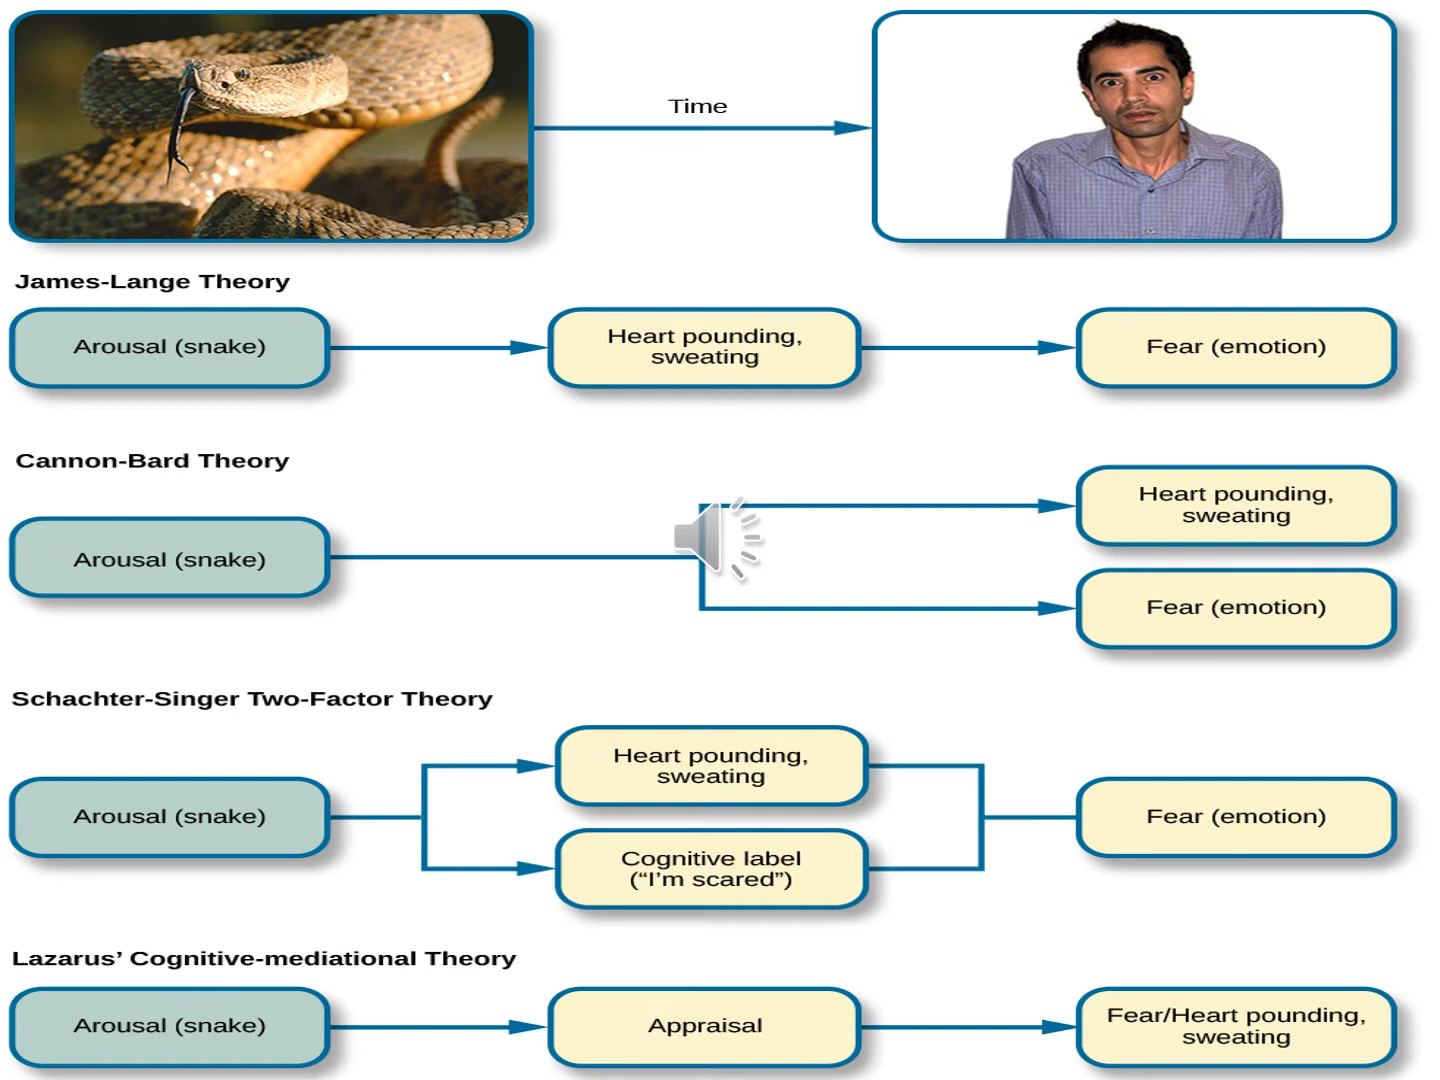 Time
James-Lange Theory
Arousal (snake)
Heart pounding,
sweating
Fear (emotion)
Cannon-Bard Theory
Arousal (snake)
Heart pounding,
sweating
Fear (emotion)
Schachter-Singer Two-Factor Theory
Arousal (snake)
Heart pounding,
sweating
Cognitive label
(“I’m scared”)
Fear (emotion)
Lazarus’ Cognitive-mediational Theory
Arousal (snake)
Appraisal
Fear/Heart pounding,
sweating